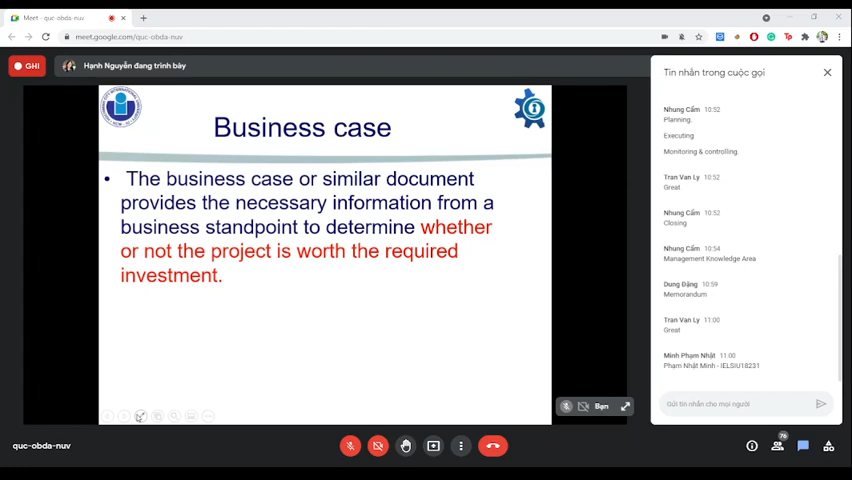 Meet - quc-obda-nuv
meet.google.com/quc-obda-nuv
GHI
Hạnh Nguyễn đang trình bày
Business case
• The business case or similar document
provides the necessary information from a
business standpoint to determine whether
or not the project is worth the required
investment.
Bạn
Tin nhắn trong cuộc gọi
Nhung Cẩm 10:52
Planning.
Executing
Monitoring & controlling.
Tran Van Ly 10:52
Great
Nhung Cẩm 10:52
Closing
Nhung Cẩm 10:54
Management Knowledge Area
Dung Đặng 10:59
Memorandum
Tran Van Ly 11:00
Great
Minh Phạm Nhật 11:00
Phạm Nhật Minh - IELSIU18231
Gửi tin nhắn cho mọi người
quc-obda-nuv
76